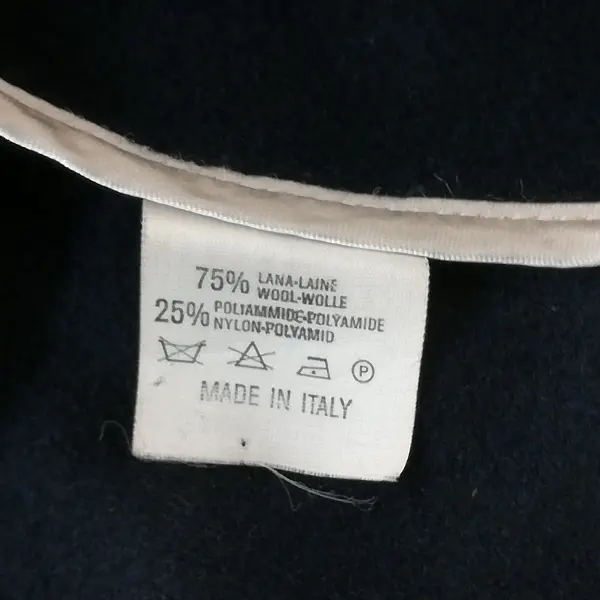 75% LANA-LAINE
WOOL-WOLLE
25% POLIAMMIDE-POLYAMIDE
NYLON-POLYAMID
P
MADE IN ITALY